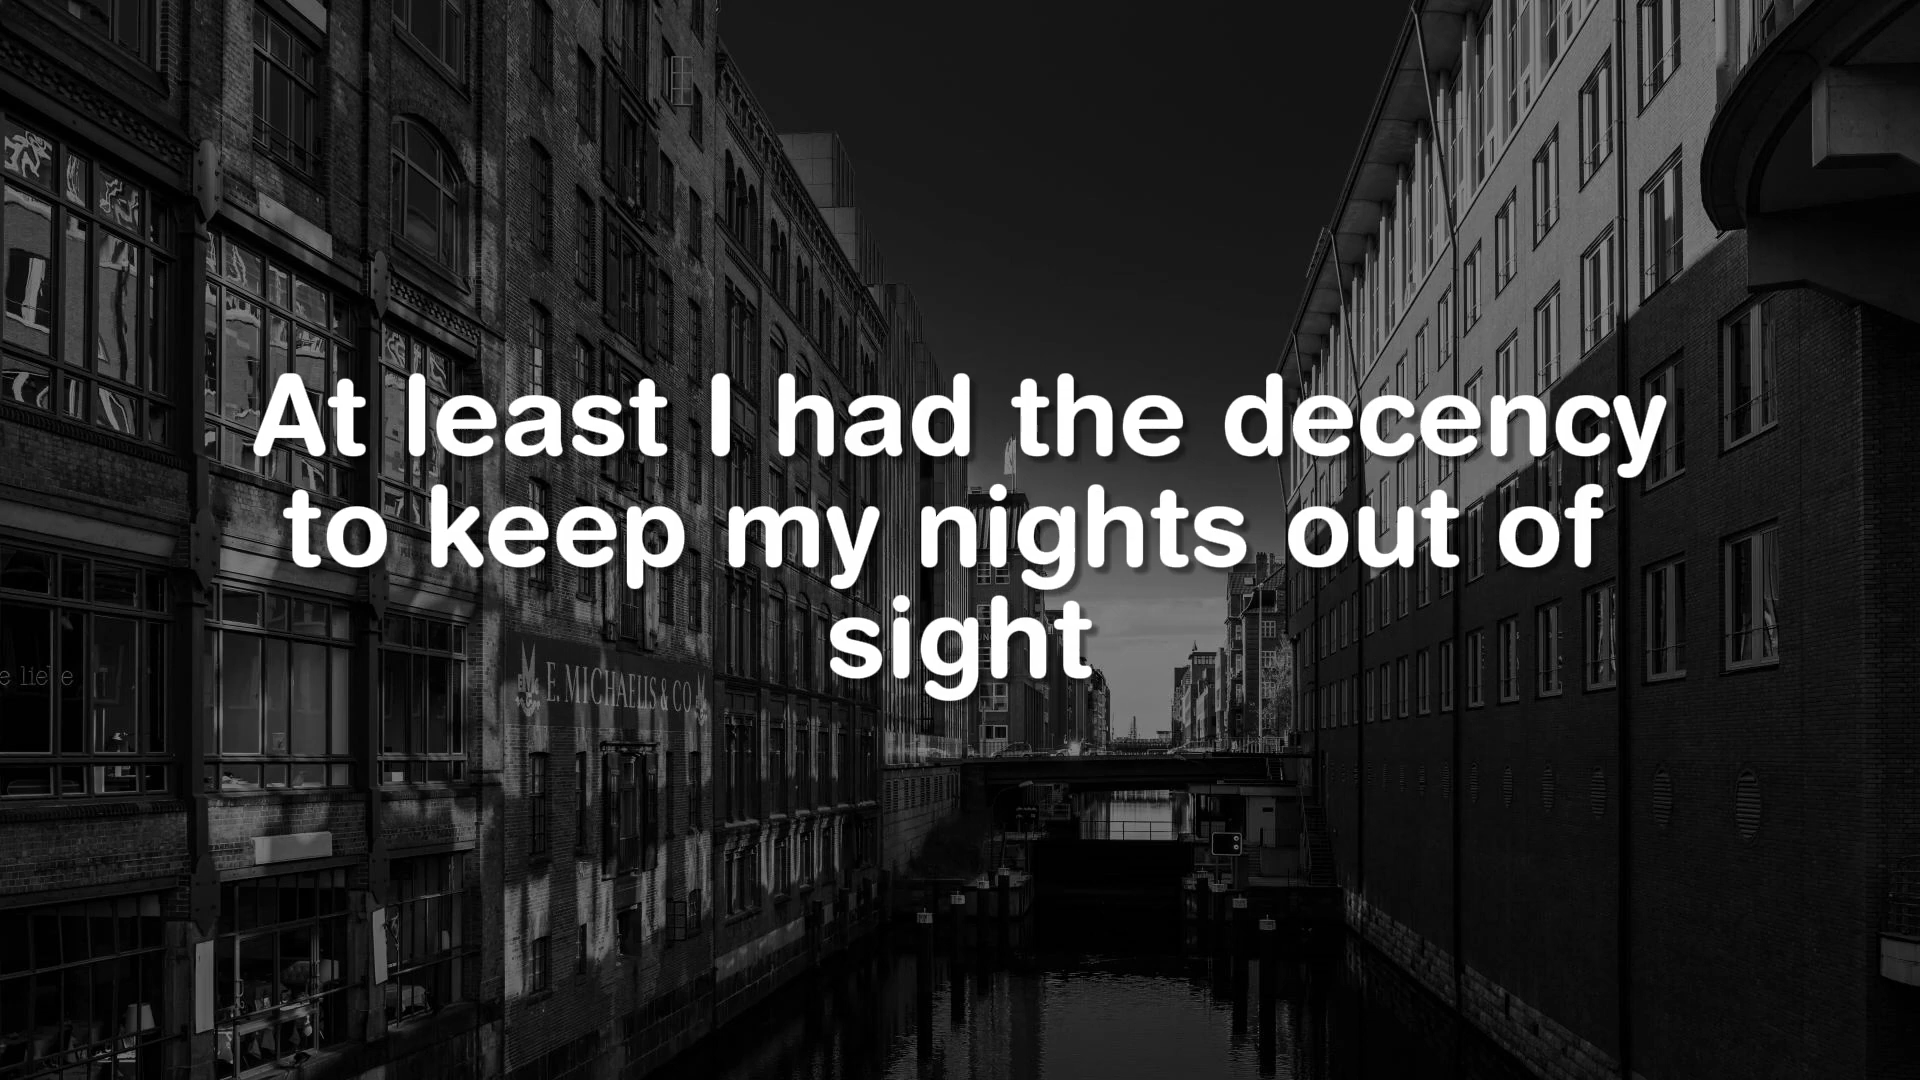 At least I had the decency
to keep my nights out of
sight
E. MICHAELIS & CO.